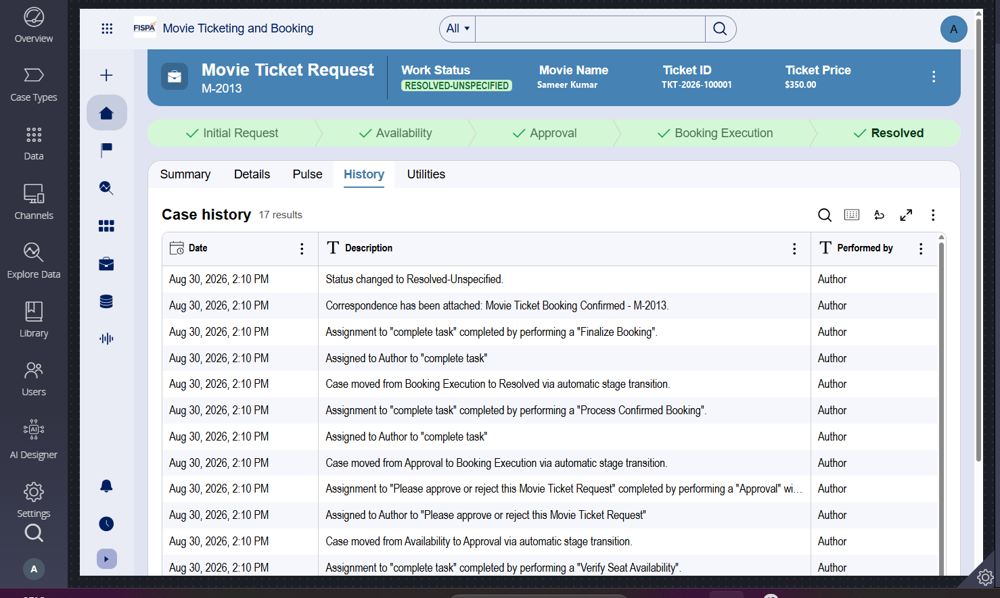 Overview
Case Types
Data
Channels
Explore Data
Library
Users
AI Designer
Settings
A
FISPA Movie Ticketing and Booking
All
A
Movie Ticket Request
M-2013
Work Status
RESOLVED-UNSPECIFIED
Movie Name
Sameer Kumar
Ticket ID
TKT-2026-100001
Ticket Price
$350.00
Initial Request Availability Approval Booking Execution Resolved
Summary Details Pulse History Utilities
Case history 17 results
Date Description Performed by
Aug 30, 2026, 2:10 PM Status changed to Resolved-Unspecified. Author
Aug 30, 2026, 2:10 PM Correspondence has been attached: Movie Ticket Booking Confirmed - M-2013. Author
Aug 30, 2026, 2:10 PM Assignment to "complete task" completed by performing a "Finalize Booking". Author
Aug 30, 2026, 2:10 PM Assigned to Author to "complete task" Author
Aug 30, 2026, 2:10 PM Case moved from Booking Execution to Resolved via automatic stage transition. Author
Aug 30, 2026, 2:10 PM Assignment to "complete task" completed by performing a "Process Confirmed Booking". Author
Aug 30, 2026, 2:10 PM Assigned to Author to "complete task" Author
Aug 30, 2026, 2:10 PM Case moved from Approval to Booking Execution via automatic stage transition. Author
Aug 30, 2026, 2:10 PM Assignment to "Please approve or reject this Movie Ticket Request" completed by performing a "Approval" wi... Author
Aug 30, 2026, 2:10 PM Assigned to Author to "Please approve or reject this Movie Ticket Request" Author
Aug 30, 2026, 2:10 PM Case moved from Availability to Approval via automatic stage transition. Author
Aug 30, 2026, 2:10 PM Assignment to "complete task" completed by performing a "Verify Seat Availability". Author